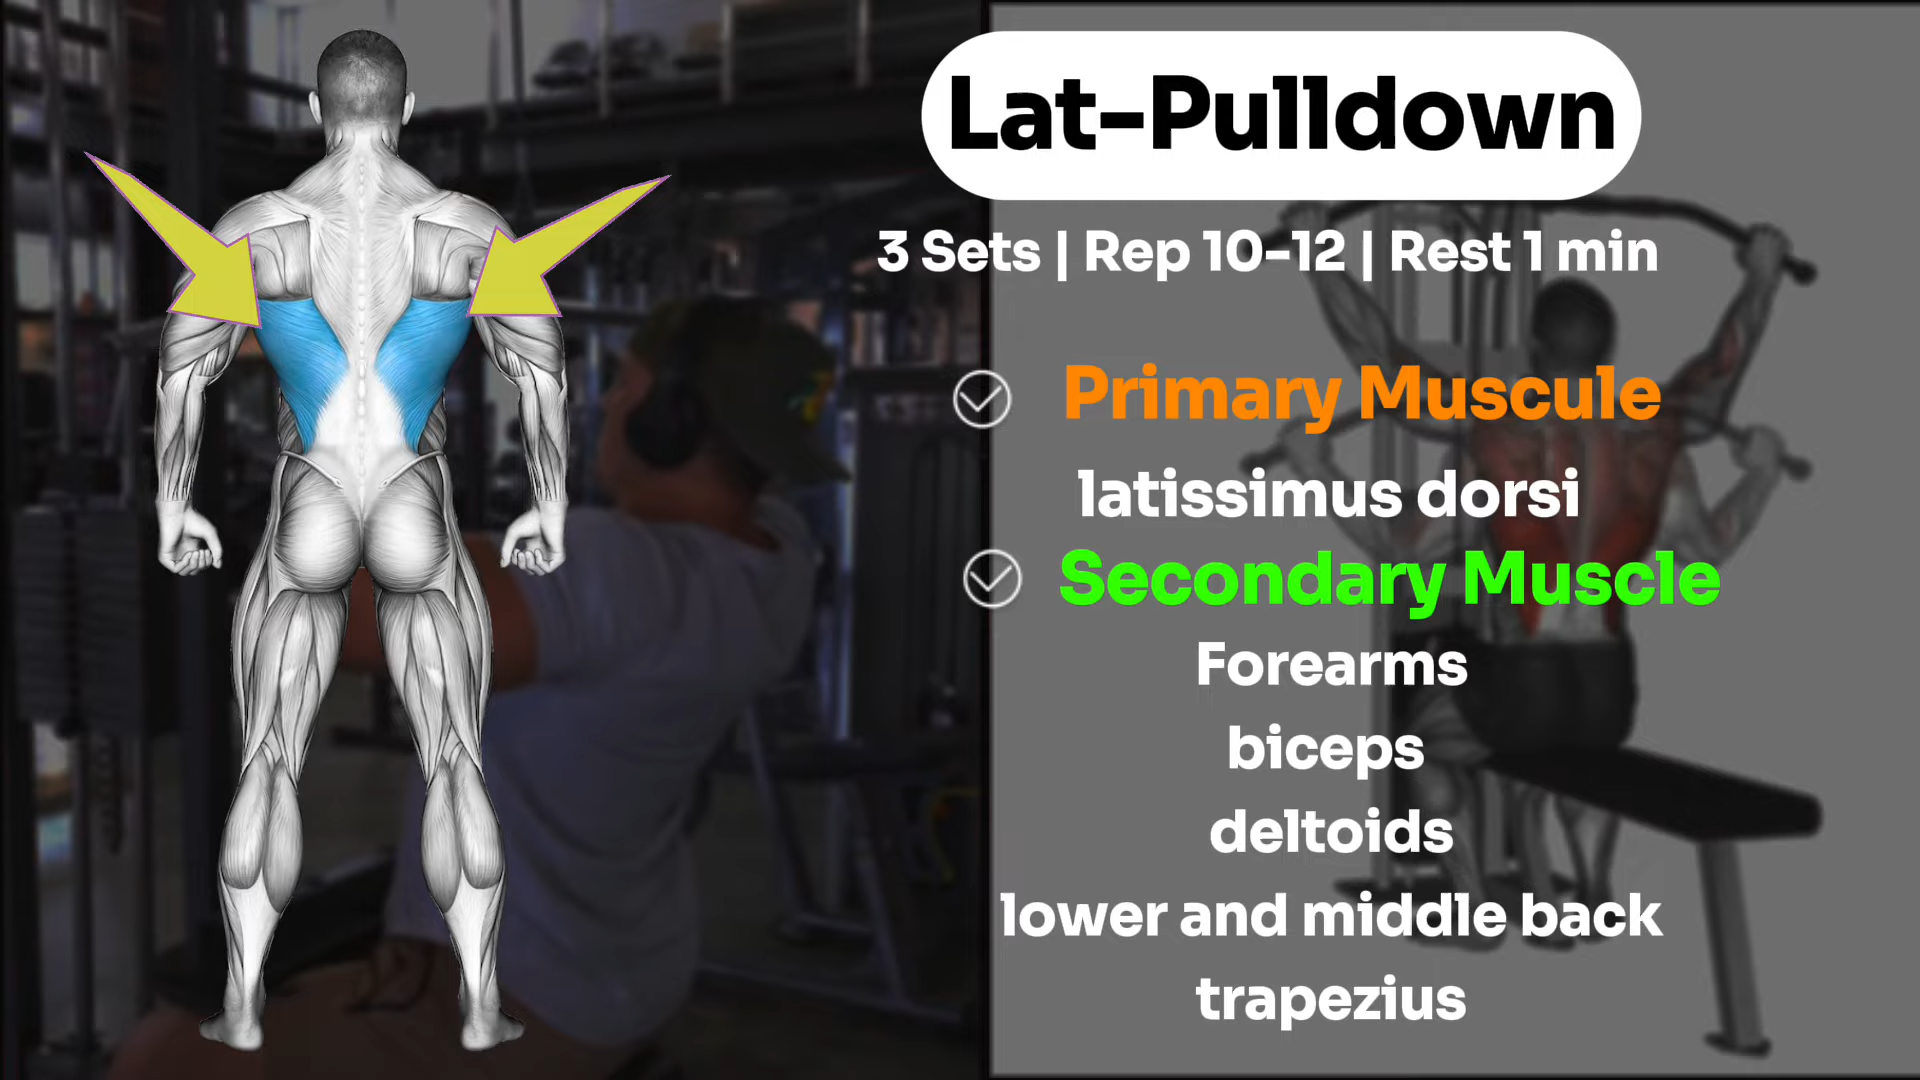 Lat-Pulldown
3 Sets | Rep 10-12 | Rest 1 min
Primary Muscule
latissimus dorsi
Secondary Muscle
Forearms
biceps
deltoids
lower and middle back
trapezius